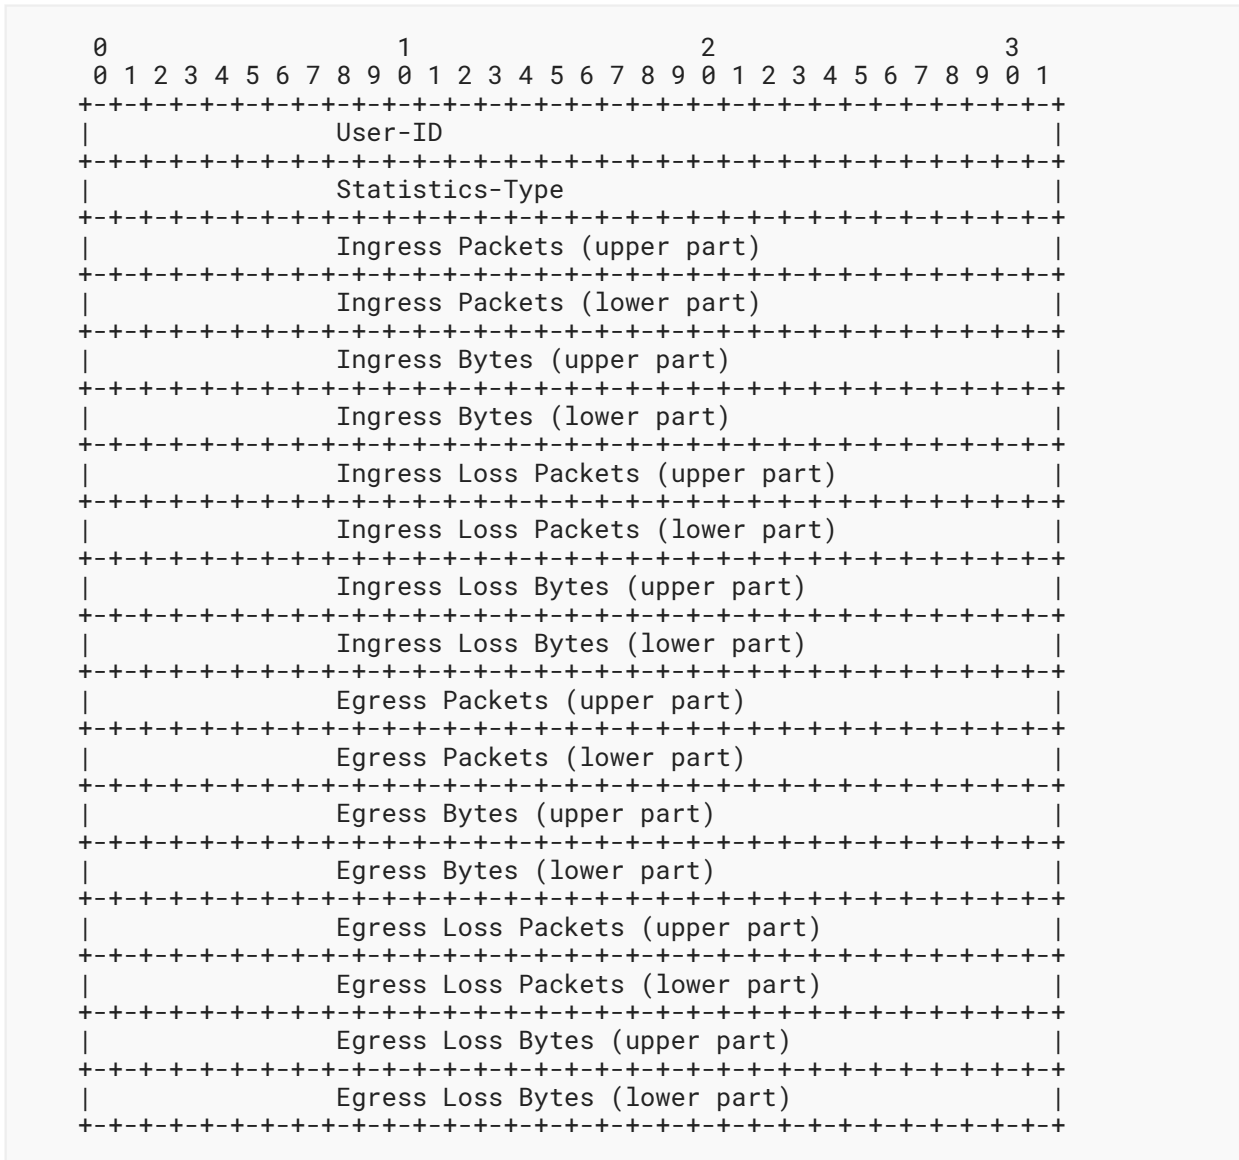 0                   1                   2                   3
0 1 2 3 4 5 6 7 8 9 0 1 2 3 4 5 6 7 8 9 0 1 2 3 4 5 6 7 8 9 0 1
+-+-+-+-+-+-+-+-+-+-+-+-+-+-+-+-+-+-+-+-+-+-+-+-+-+-+-+-+-+-+-+-+
|                User-ID                                        |
+-+-+-+-+-+-+-+-+-+-+-+-+-+-+-+-+-+-+-+-+-+-+-+-+-+-+-+-+-+-+-+-+
|                Statistics-Type                                |
+-+-+-+-+-+-+-+-+-+-+-+-+-+-+-+-+-+-+-+-+-+-+-+-+-+-+-+-+-+-+-+-+
|                Ingress Packets (upper part)                   |
+-+-+-+-+-+-+-+-+-+-+-+-+-+-+-+-+-+-+-+-+-+-+-+-+-+-+-+-+-+-+-+-+
|                Ingress Packets (lower part)                   |
+-+-+-+-+-+-+-+-+-+-+-+-+-+-+-+-+-+-+-+-+-+-+-+-+-+-+-+-+-+-+-+-+
|                Ingress Bytes (upper part)                     |
+-+-+-+-+-+-+-+-+-+-+-+-+-+-+-+-+-+-+-+-+-+-+-+-+-+-+-+-+-+-+-+-+
|                Ingress Bytes (lower part)                     |
+-+-+-+-+-+-+-+-+-+-+-+-+-+-+-+-+-+-+-+-+-+-+-+-+-+-+-+-+-+-+-+-+
|                Ingress Loss Packets (upper part)              |
+-+-+-+-+-+-+-+-+-+-+-+-+-+-+-+-+-+-+-+-+-+-+-+-+-+-+-+-+-+-+-+-+
|                Ingress Loss Packets (lower part)              |
+-+-+-+-+-+-+-+-+-+-+-+-+-+-+-+-+-+-+-+-+-+-+-+-+-+-+-+-+-+-+-+-+
|                Ingress Loss Bytes (upper part)                |
+-+-+-+-+-+-+-+-+-+-+-+-+-+-+-+-+-+-+-+-+-+-+-+-+-+-+-+-+-+-+-+-+
|                Ingress Loss Bytes (lower part)                |
+-+-+-+-+-+-+-+-+-+-+-+-+-+-+-+-+-+-+-+-+-+-+-+-+-+-+-+-+-+-+-+-+
|                Egress Packets (upper part)                    |
+-+-+-+-+-+-+-+-+-+-+-+-+-+-+-+-+-+-+-+-+-+-+-+-+-+-+-+-+-+-+-+-+
|                Egress Packets (lower part)                    |
+-+-+-+-+-+-+-+-+-+-+-+-+-+-+-+-+-+-+-+-+-+-+-+-+-+-+-+-+-+-+-+-+
|                Egress Bytes (upper part)                      |
+-+-+-+-+-+-+-+-+-+-+-+-+-+-+-+-+-+-+-+-+-+-+-+-+-+-+-+-+-+-+-+-+
|                Egress Bytes (lower part)                      |
+-+-+-+-+-+-+-+-+-+-+-+-+-+-+-+-+-+-+-+-+-+-+-+-+-+-+-+-+-+-+-+-+
|                Egress Loss Packets (upper part)               |
+-+-+-+-+-+-+-+-+-+-+-+-+-+-+-+-+-+-+-+-+-+-+-+-+-+-+-+-+-+-+-+-+
|                Egress Loss Packets (lower part)               |
+-+-+-+-+-+-+-+-+-+-+-+-+-+-+-+-+-+-+-+-+-+-+-+-+-+-+-+-+-+-+-+-+
|                Egress Loss Bytes (upper part)                 |
+-+-+-+-+-+-+-+-+-+-+-+-+-+-+-+-+-+-+-+-+-+-+-+-+-+-+-+-+-+-+-+-+
|                Egress Loss Bytes (lower part)                 |
+-+-+-+-+-+-+-+-+-+-+-+-+-+-+-+-+-+-+-+-+-+-+-+-+-+-+-+-+-+-+-+-+